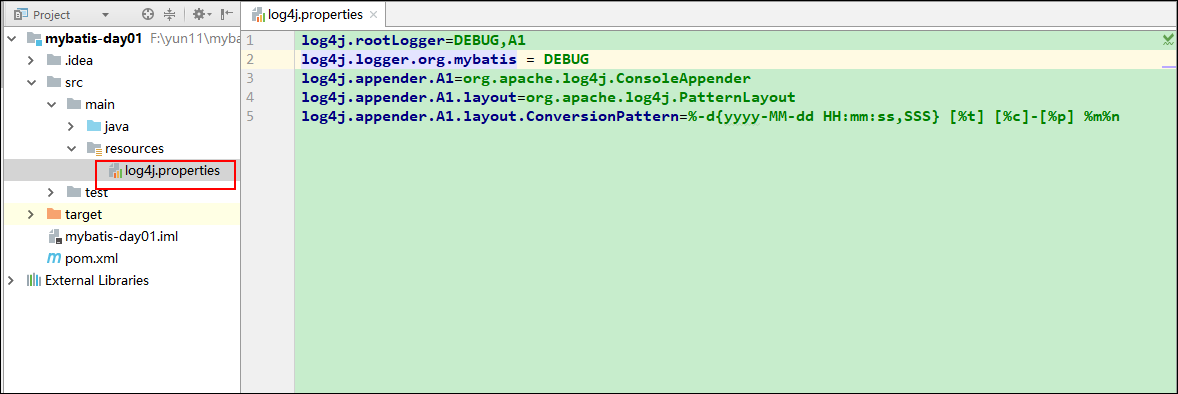 Project
log4j.properties
mybatis-day01 F:\yun11\myba
.idea
src
main
java
resources
log4j.properties
test
target
mybatis-day01.iml
pom.xml
External Libraries
1 log4j.rootLogger=DEBUG,A1
2 log4j.logger.org.mybatis = DEBUG
3 log4j.appender.A1=org.apache.log4j.ConsoleAppender
4 log4j.appender.A1.layout=org.apache.log4j.PatternLayout
5 log4j.appender.A1.layout.ConversionPattern=%-d{yyyy-MM-dd HH:mm:ss,SSS} [%t] [%c]-[%p] %m%n